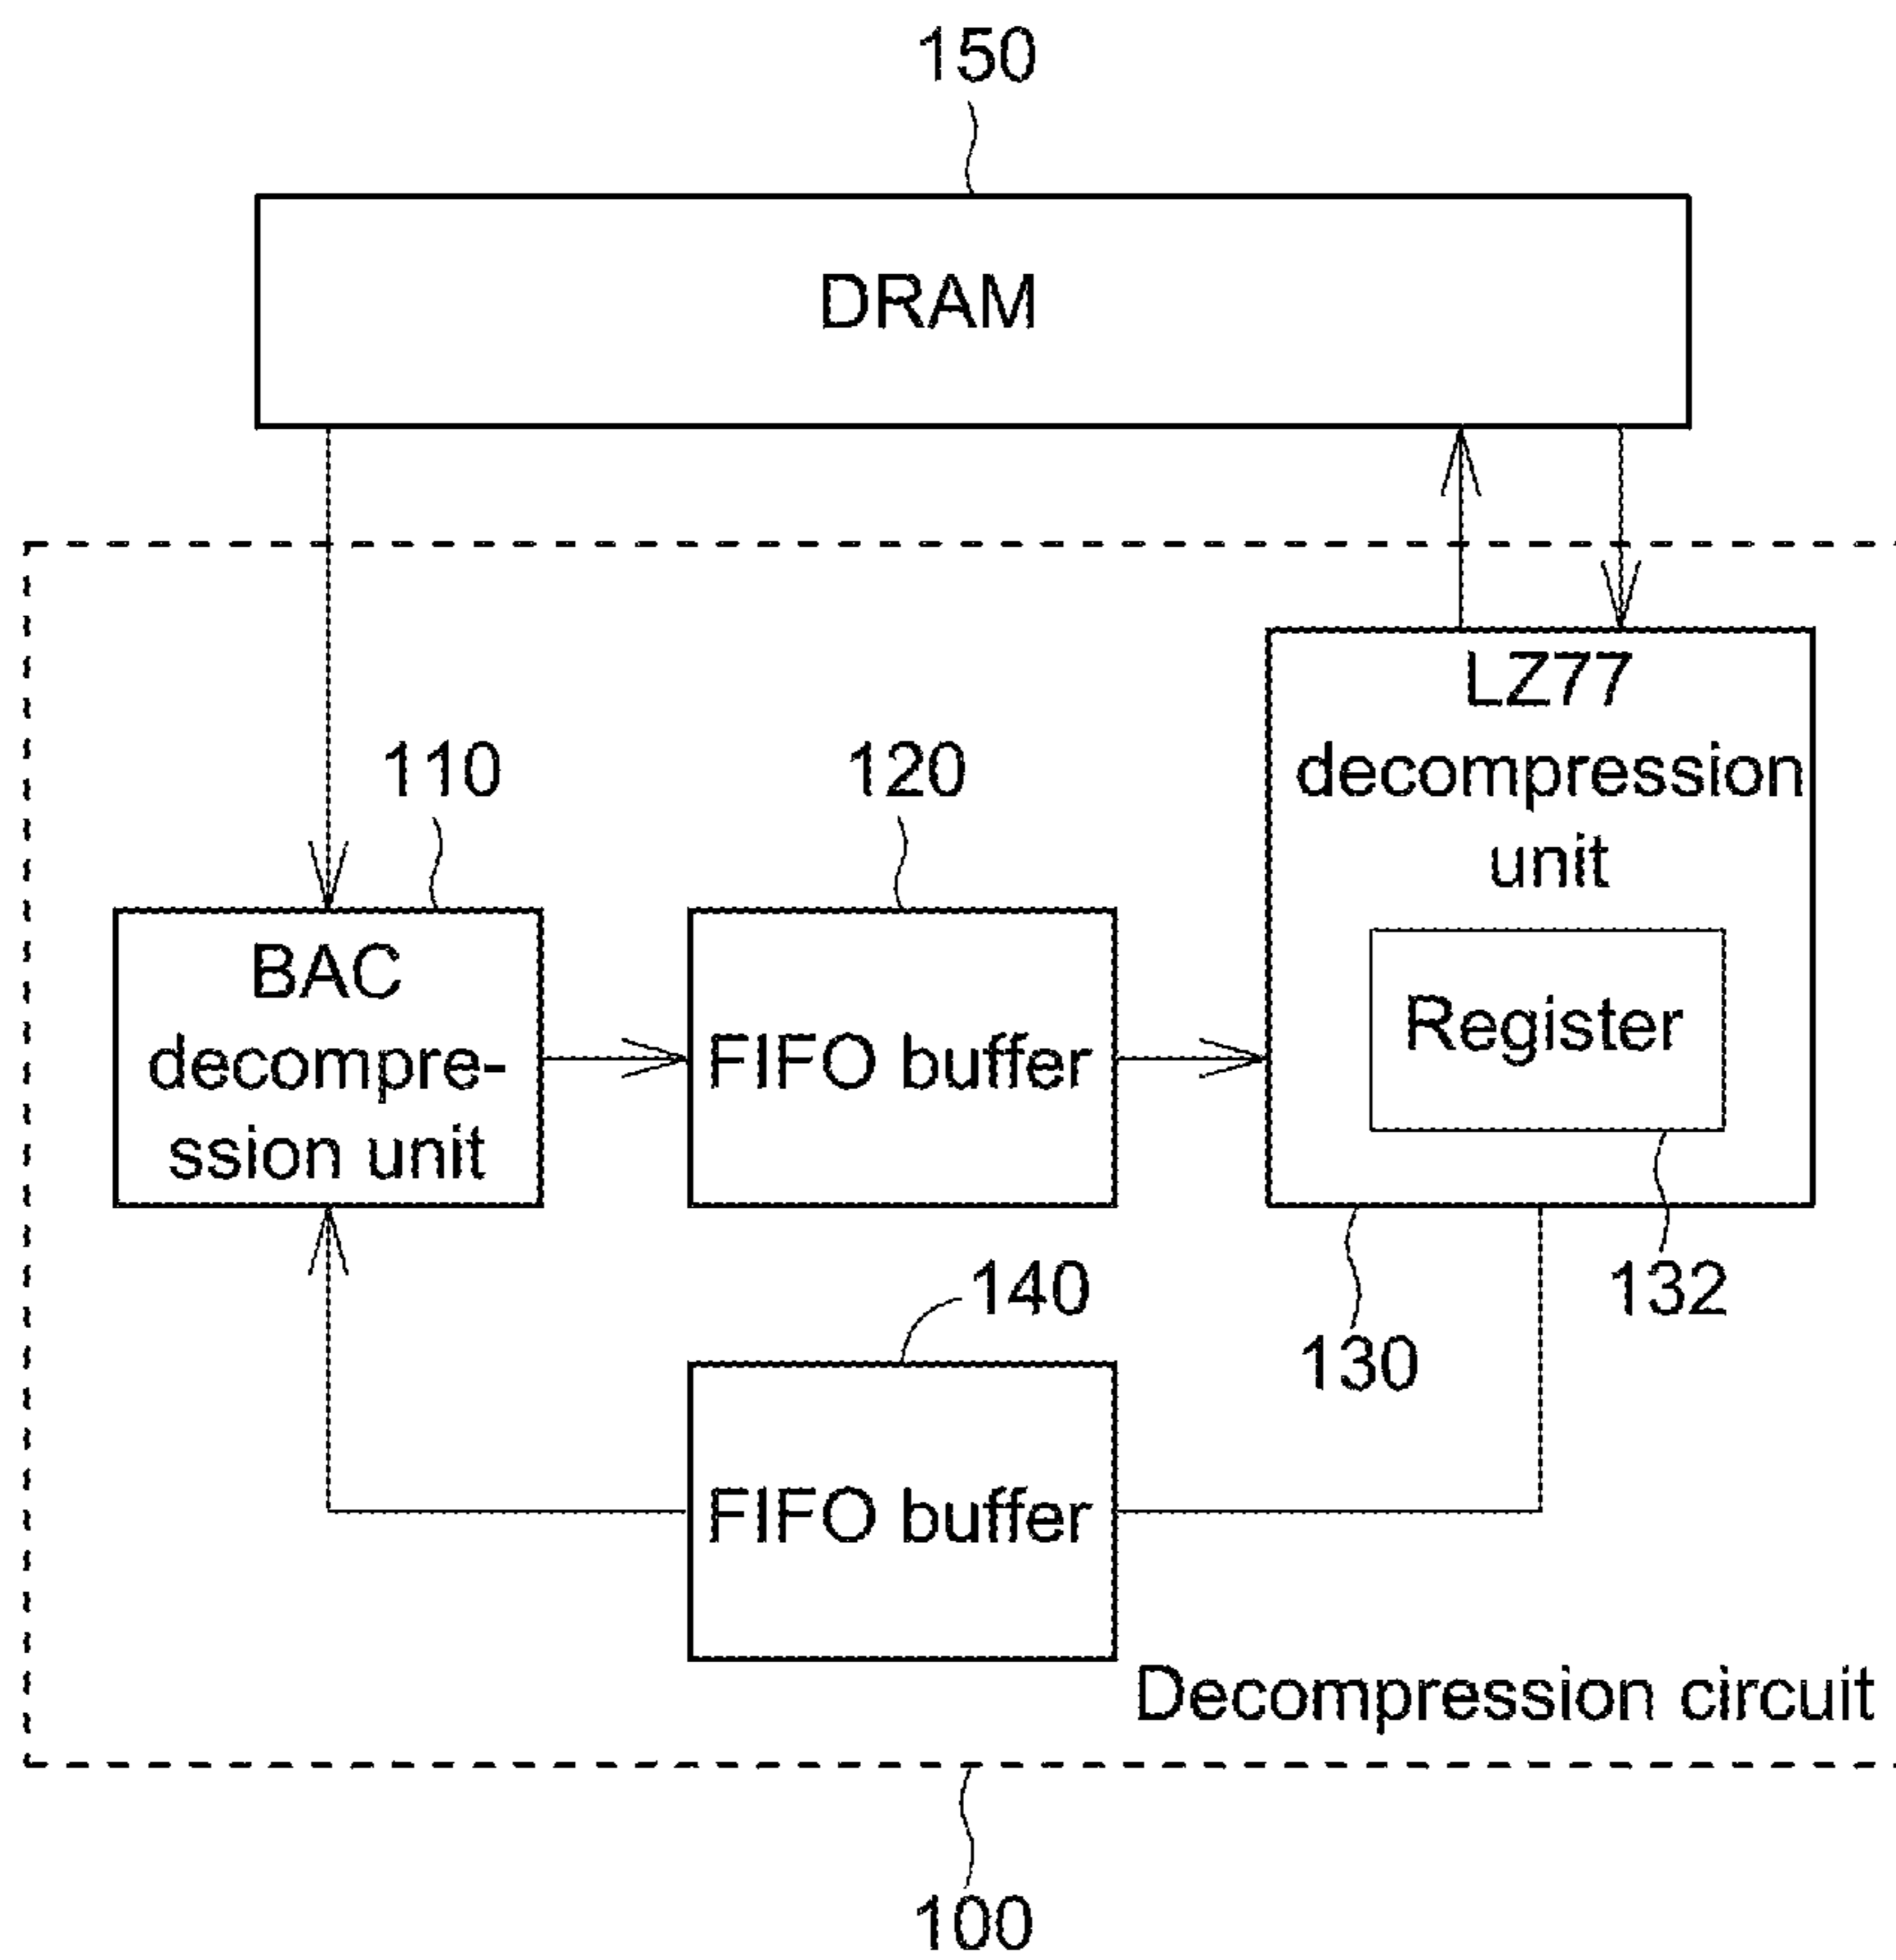 150
DRAM
LZ77
decompression
unit
110
120
BAC
decompre-
ssion unit
FIFO buffer
Register
140
132
130
FIFO buffer
Decompression circuit
100